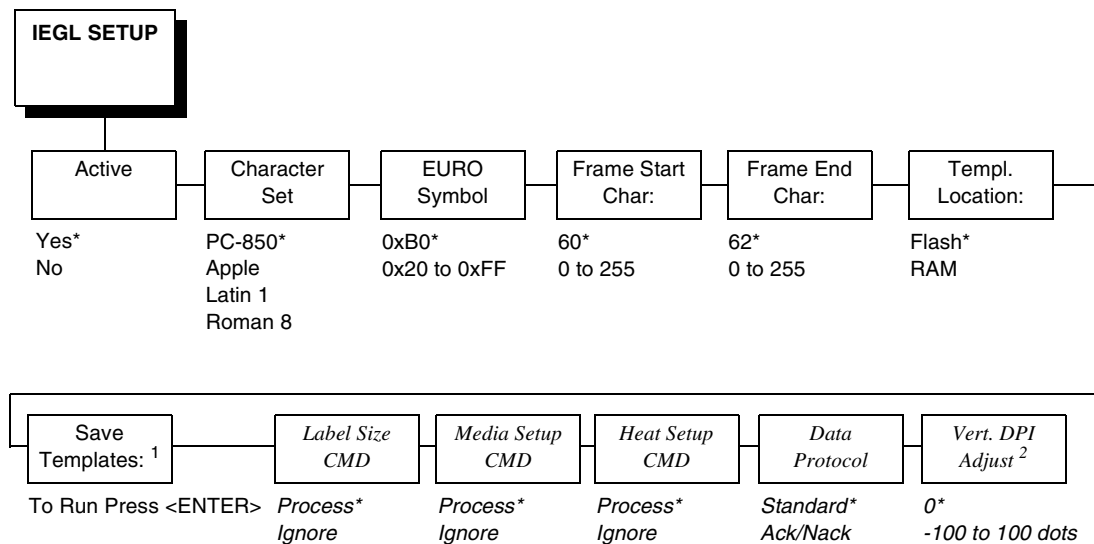 IEGL SETUP
Active
Character
Set
EURO
Symbol
Frame Start
Char:
Frame End
Char:
Templ.
Location:
Yes*
No
PC-850*
Apple
Latin 1
Roman 8
0xB0*
0x20 to 0xFF
60*
0 to 255
62*
0 to 255
Flash*
RAM
Save
Templates: 1
Label Size
CMD
Media Setup
CMD
Heat Setup
CMD
Data
Protocol
Vert. DPI
Adjust 2
To Run Press <ENTER>
Process*
Ignore
Process*
Ignore
Process*
Ignore
Standard*
Ack/Nack
0*
-100 to 100 dots